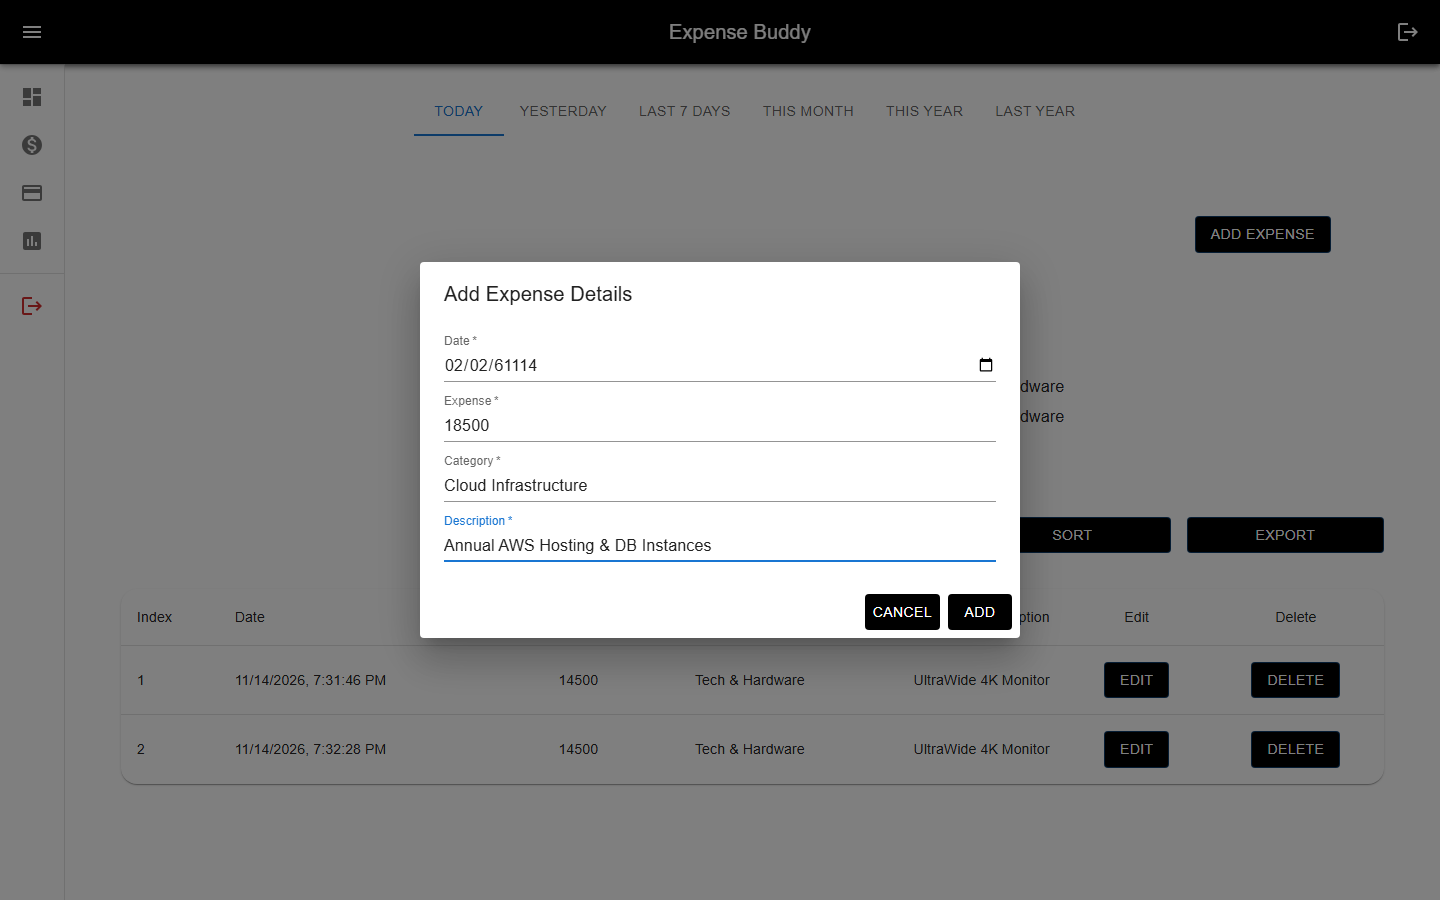 Expense Buddy
TODAY YESTERDAY LAST 7 DAYS THIS MONTH THIS YEAR LAST YEAR
ADD EXPENSE
Add Expense Details
Date *
02/02/61114
Expense *
18500
Category *
Cloud Infrastructure
Description *
Annual AWS Hosting & DB Instances
CANCEL ADD
SORT EXPORT
Index Date Edit Delete
1 11/14/2026, 7:31:46 PM 14500 Tech & Hardware UltraWide 4K Monitor EDIT DELETE
2 11/14/2026, 7:32:28 PM 14500 Tech & Hardware UltraWide 4K Monitor EDIT DELETE